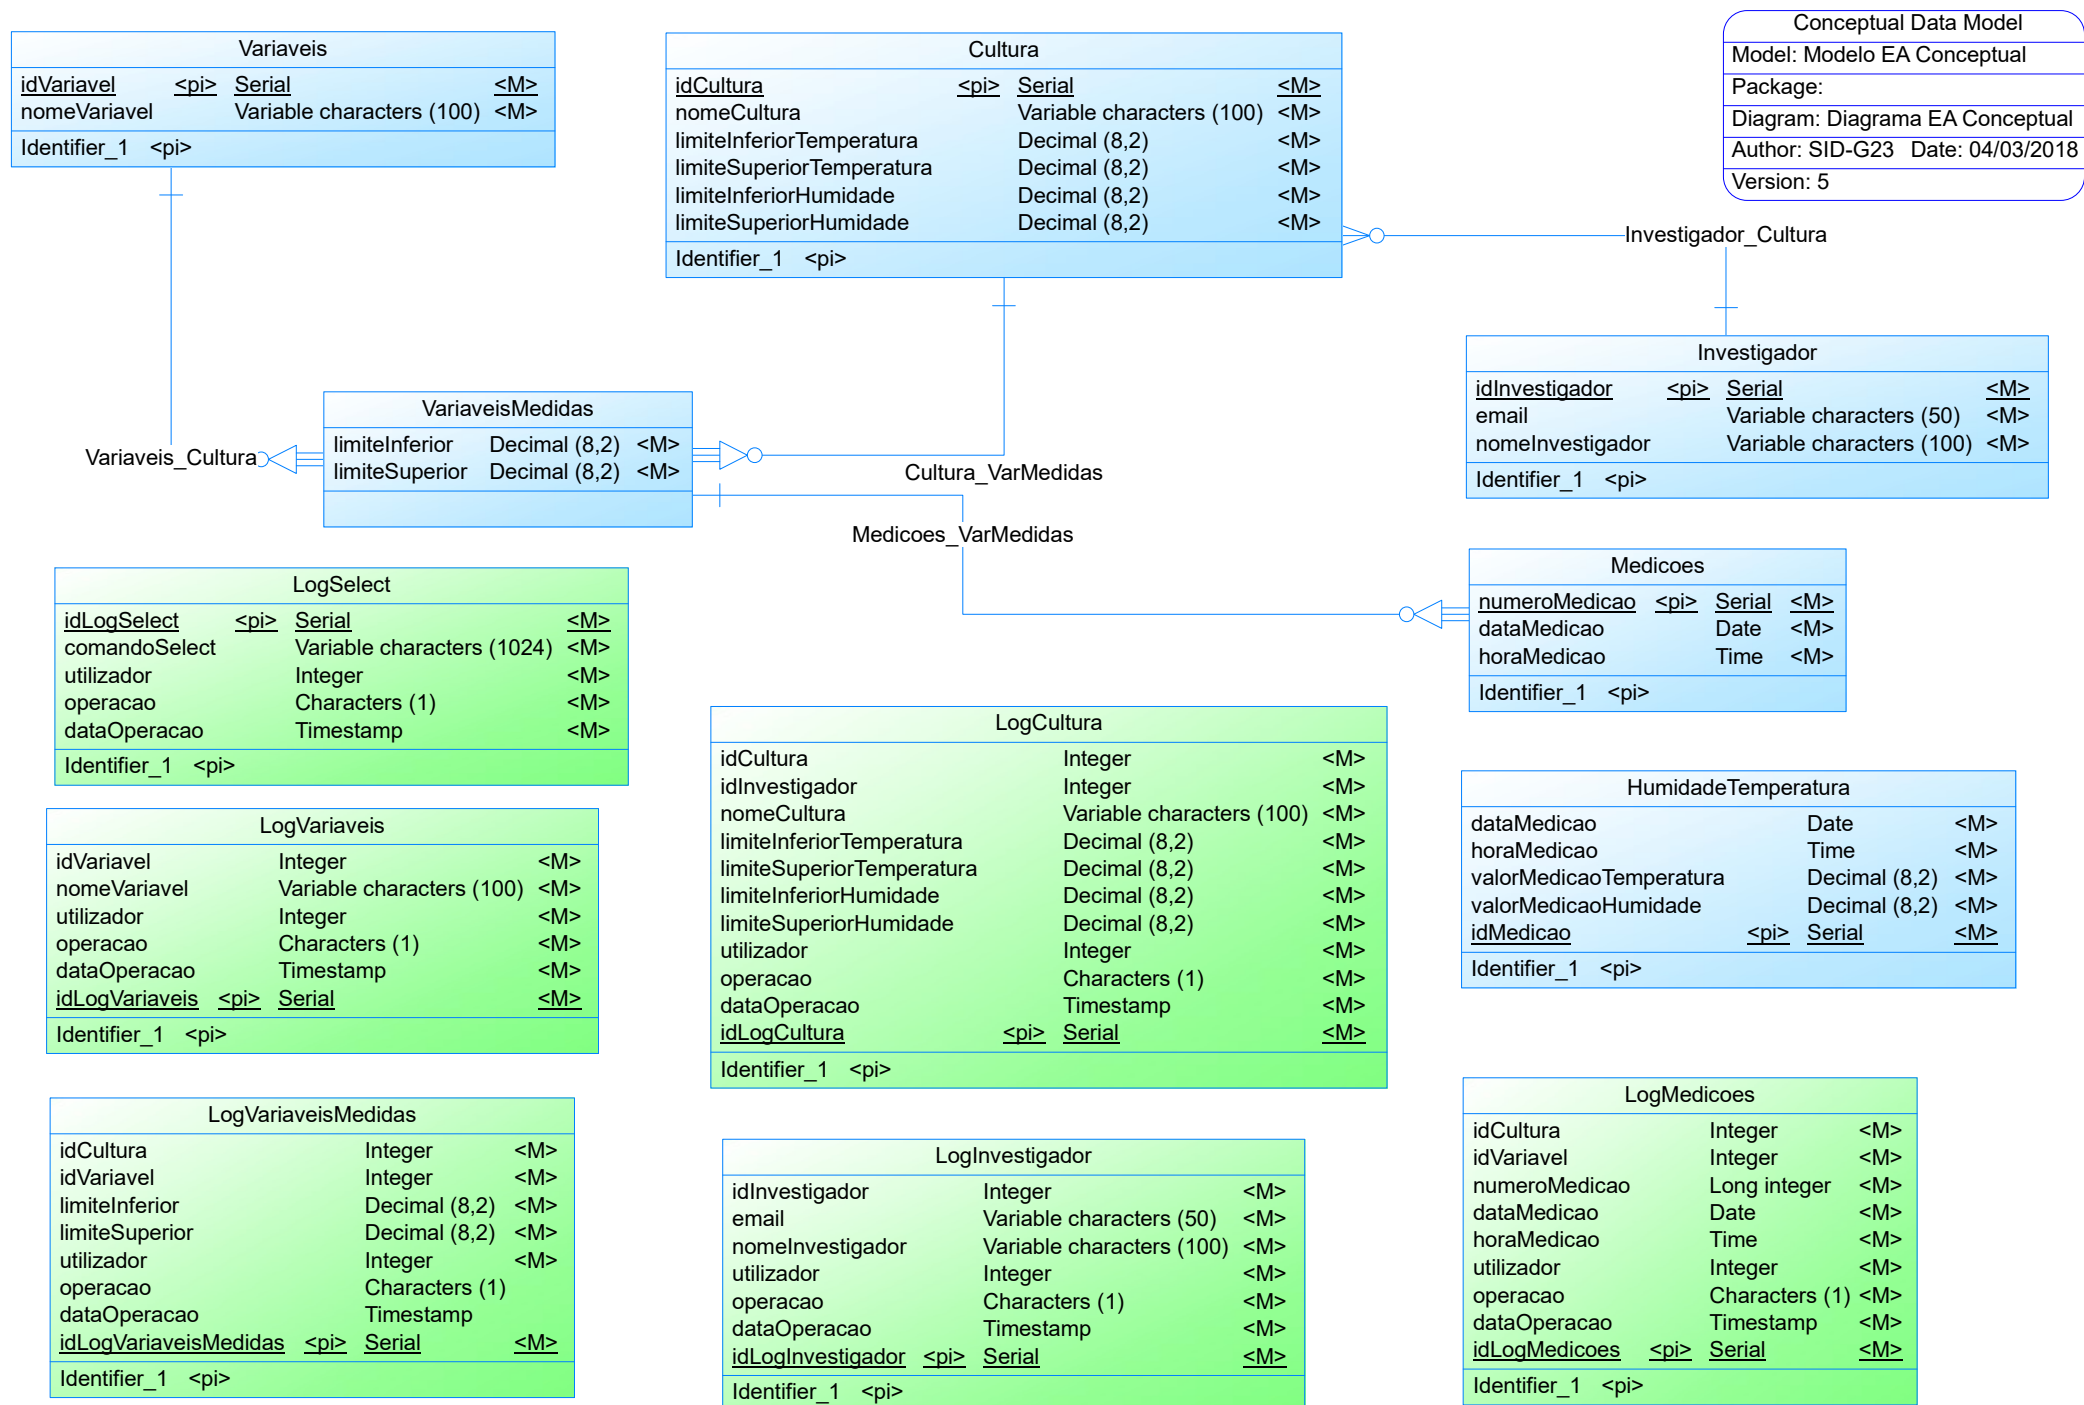 Variaveis
idVariavel <pi> Serial <M>
nomeVariavel Variable characters (100) <M>
Identifier_1 <pi>
Cultura
idCultura <pi> Serial <M>
nomeCultura Variable characters (100) <M>
limiteInferiorTemperatura Decimal (8,2) <M>
limiteSuperiorTemperatura Decimal (8,2) <M>
limiteInferiorHumidade Decimal (8,2) <M>
limiteSuperiorHumidade Decimal (8,2) <M>
Identifier_1 <pi>
Conceptual Data Model
Model: Modelo EA Conceptual
Package:
Diagram: Diagrama EA Conceptual
Author: SID-G23 Date: 04/03/2018
Version: 5
Investigador_Cultura
Investigador
idInvestigador <pi> Serial <M>
email Variable characters (50) <M>
nomeInvestigador Variable characters (100) <M>
Identifier_1 <pi>
VariaveisMedidas
limiteInferior Decimal (8,2) <M>
limiteSuperior Decimal (8,2) <M>
Variaveis_Cultura
Cultura_VarMedidas
Medicoes_VarMedidas
Medicoes
numeroMedicao <pi> Serial <M>
dataMedicao Date <M>
horaMedicao Time <M>
Identifier_1 <pi>
LogSelect
idLogSelect <pi> Serial <M>
comandoSelect Variable characters (1024) <M>
utilizador Integer <M>
operacao Characters (1) <M>
dataOperacao Timestamp <M>
Identifier_1 <pi>
LogCultura
idCultura Integer <M>
idInvestigador Integer <M>
nomeCultura Variable characters (100) <M>
limiteInferiorTemperatura Decimal (8,2) <M>
limiteSuperiorTemperatura Decimal (8,2) <M>
limiteInferiorHumidade Decimal (8,2) <M>
limiteSuperiorHumidade Decimal (8,2) <M>
utilizador Integer <M>
operacao Characters (1) <M>
dataOperacao Timestamp <M>
idLogCultura <pi> Serial <M>
Identifier_1 <pi>
HumidadeTemperatura
dataMedicao Date <M>
horaMedicao Time <M>
valorMedicaoTemperatura Decimal (8,2) <M>
valorMedicaoHumidade Decimal (8,2) <M>
idMedicao <pi> Serial <M>
Identifier_1 <pi>
LogVariaveis
idVariavel Integer <M>
nomeVariavel Variable characters (100) <M>
utilizador Integer <M>
operacao Characters (1) <M>
dataOperacao Timestamp <M>
idLogVariaveis <pi> Serial <M>
Identifier_1 <pi>
LogVariaveisMedidas
idCultura Integer <M>
idVariavel Integer <M>
limiteInferior Decimal (8,2) <M>
limiteSuperior Decimal (8,2) <M>
utilizador Integer <M>
operacao Characters (1)
dataOperacao Timestamp
idLogVariaveisMedidas <pi> Serial <M>
Identifier_1 <pi>
LogInvestigador
idInvestigador Integer <M>
email Variable characters (50) <M>
nomeInvestigador Variable characters (100) <M>
utilizador Integer <M>
operacao Characters (1) <M>
dataOperacao Timestamp <M>
idLogInvestigador <pi> Serial <M>
Identifier_1 <pi>
LogMedicoes
idCultura Integer <M>
idVariavel Integer <M>
numeroMedicao Long integer <M>
dataMedicao Date <M>
horaMedicao Time <M>
utilizador Integer <M>
operacao Characters (1) <M>
dataOperacao Timestamp <M>
idLogMedicoes <pi> Serial <M>
Identifier_1 <pi>